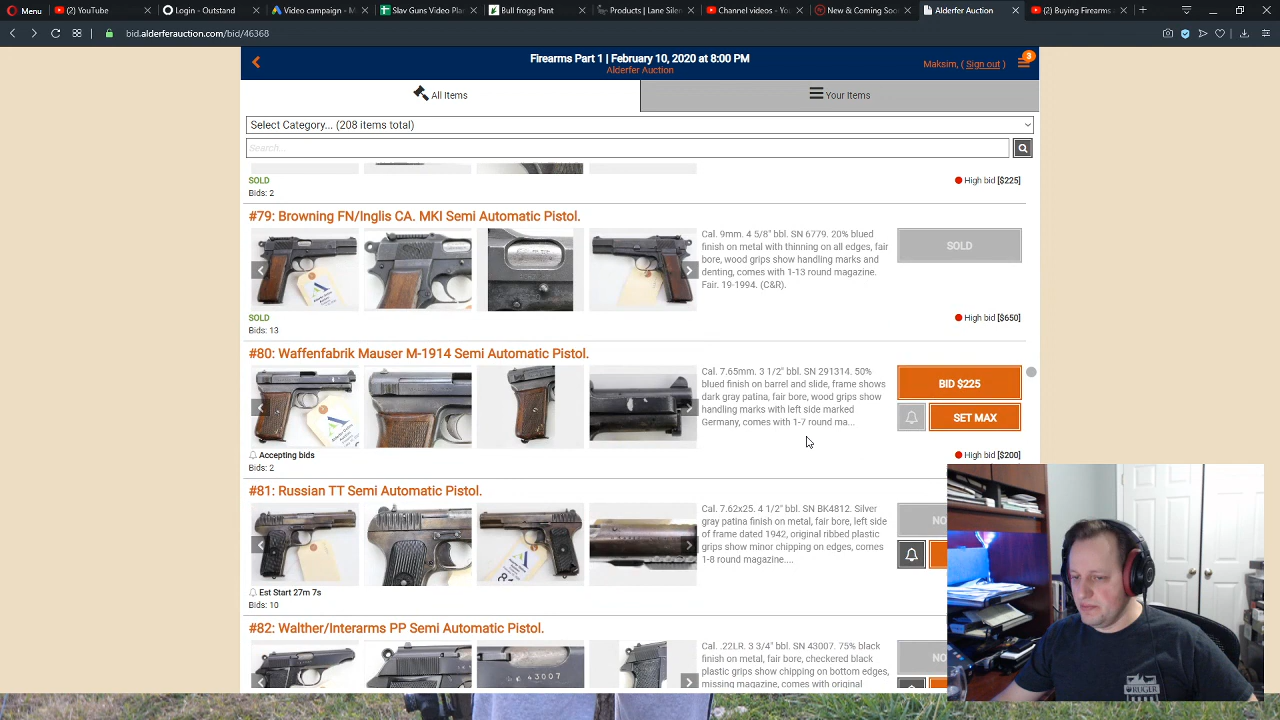 Menu
(2) YouTube
Login - Outstand
Video campaign - M
Slav Guns Video Plan
Bull frogg Pant
Products | Lane Silen
Channel videos - You
New & Coming Soo
Alderfer Auction
(2) Buying Firearms
bid.alderferauction.com/bid/46368
Firearms Part 1 | February 10, 2020 at 8:00 PM
Alderfer Auction
Maksim, ( Sign out )
3
All Items
Your Items
Select Category... (208 items total)
Search...
SOLD
High bid [$225]
Bids: 2
#79: Browning FN/Inglis CA. MKI Semi Automatic Pistol.
Cal. 9mm. 4 5/8" bbl. SN 6779. 20% blued
finish on metal with thinning on all edges, fair
bore, wood grips show handling marks and
denting, comes with 1-13 round magazine.
Fair. 19-1994. (C&R).
SOLD
SOLD
High bid [$650]
Bids: 13
#80: Waffenfabrik Mauser M-1914 Semi Automatic Pistol.
Cal. 7.65mm. 3 1/2" bbl. SN 291314. 50%
blued finish on barrel and slide, frame shows
dark gray patina, fair bore, wood grips show
handling marks with left side marked
Germany, comes with 1-7 round ma...
BID $225
SET MAX
Accepting bids
High bid [$200]
Bids: 2
#81: Russian TT Semi Automatic Pistol.
Cal. 7.62x25. 4 1/2" bbl. SN BK4812. Silver
gray patina finish on metal, fair bore, left side
of frame dated 1942, original ribbed plastic
grips show minor chipping on edges, comes
1-8 round magazine....
NO
Est Start 27m 7s
Bids: 10
#82: Walther/Interarms PP Semi Automatic Pistol.
Cal. .22LR. 3 3/4" bbl. SN 43007. 75% black
finish on metal, fair bore, checkered black
plastic grips show chipping on bottom edges,
missing magazine, comes with original
NO
43007
RUGER